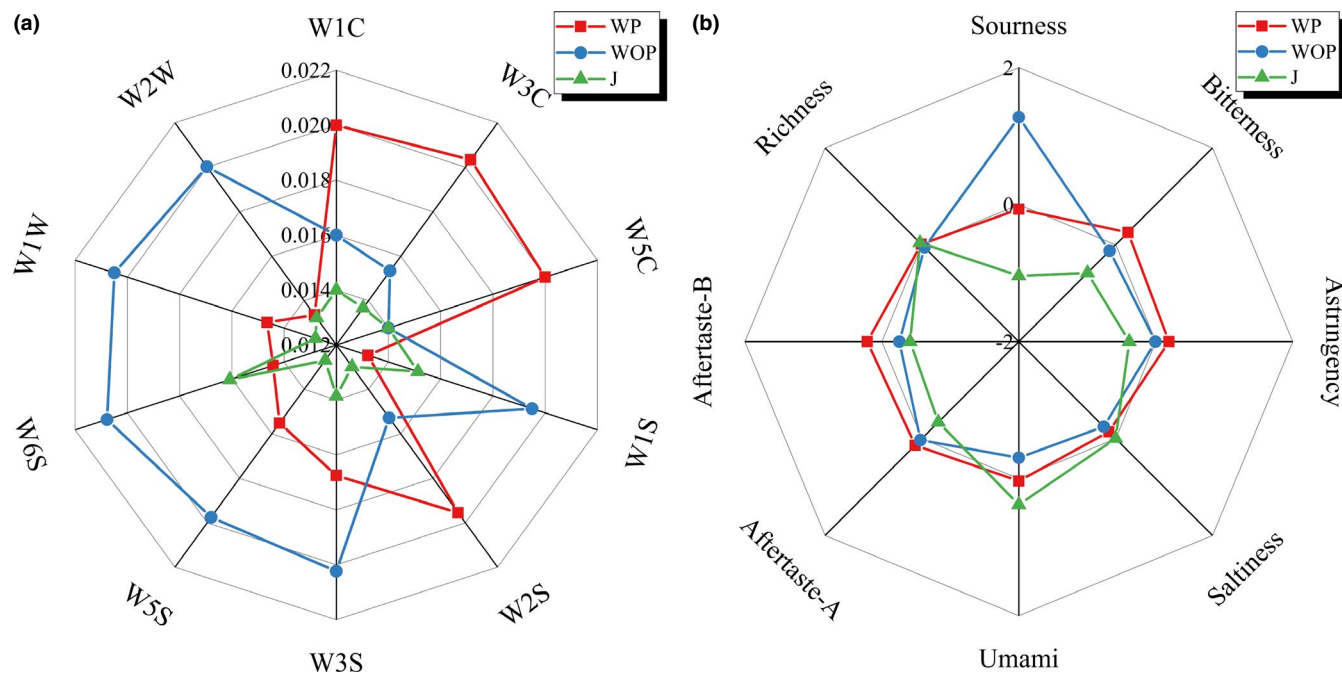 (a)
W1C
W3C
W5C
W1S
W2S
W3S
W5S
W6S
W1W
W2W
0.022
0.020
0.018
0.016
0.014
0.012
WP
WOP
J
(b)
Sourness
Bitterness
Astringency
Saltiness
Umami
Aftertaste-A
Aftertaste-B
Richness
2
0
-2
WP
WOP
J